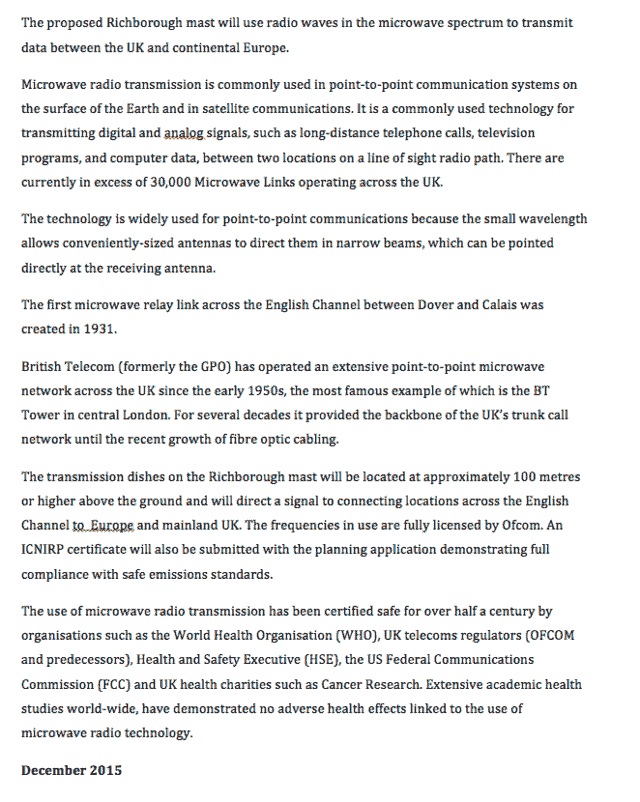 The proposed Richborough mast will use radio waves in the microwave spectrum to transmit
data between the UK and continental Europe.
Microwave radio transmission is commonly used in point-to-point communication systems on
the surface of the Earth and in satellite communications. It is a commonly used technology for
transmitting digital and analog signals, such as long-distance telephone calls, television
programs, and computer data, between two locations on a line of sight radio path. There are
currently in excess of 30,000 Microwave Links operating across the UK.
The technology is widely used for point-to-point communications because the small wavelength
allows conveniently-sized antennas to direct them in narrow beams, which can be pointed
directly at the receiving antenna.
The first microwave relay link across the English Channel between Dover and Calais was
created in 1931.
British Telecom (formerly the GPO) has operated an extensive point-to-point microwave
network across the UK since the early 1950s, the most famous example of which is the BT
Tower in central London. For several decades it provided the backbone of the UK's trunk call
network until the recent growth of fibre optic cabling.
The transmission dishes on the Richborough mast will be located at approximately 100 metres
or higher above the ground and will direct a signal to connecting locations across the English
Channel to Europe and mainland UK. The frequencies in use are fully licensed by Ofcom. An
ICNIRP certificate will also be submitted with the planning application demonstrating full
compliance with safe emissions standards.
The use of microwave radio transmission has been certified safe for over half a century by
organisations such as the World Health Organisation (WHO), UK telecoms regulators (OFCOM
and predecessors), Health and Safety Executive (HSE), the US Federal Communications
Commission (FCC) and UK health charities such as Cancer Research. Extensive academic health
studies world-wide, have demonstrated no adverse health effects linked to the use of
microwave radio technology.
December 2015